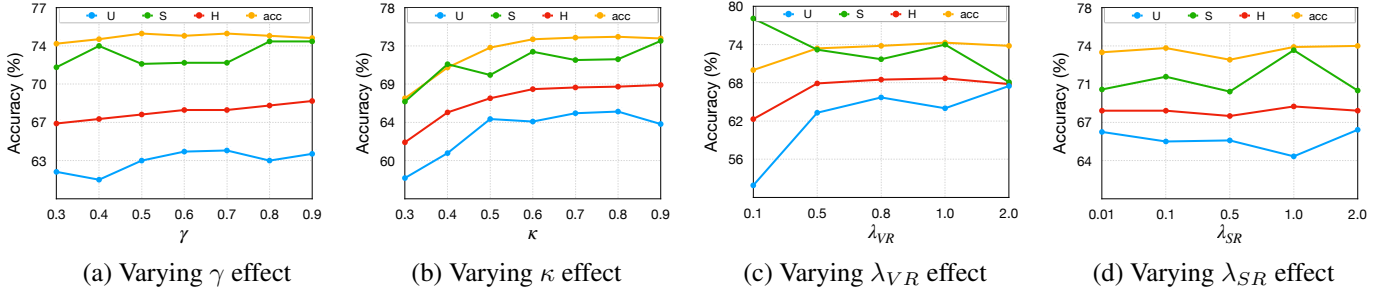 U S H acc
Accuracy (%)
77
74
70
67
63
0.3 0.4 0.5 0.6 0.7 0.8 0.9
γ
(a) Varying γ effect
U S H acc
Accuracy (%)
78
73
69
64
60
0.3 0.4 0.5 0.6 0.7 0.8 0.9
κ
(b) Varying κ effect
U S H acc
Accuracy (%)
80
74
68
62
56
0.1 0.5 0.8 1.0 2.0
λVR
(c) Varying λVR effect
U S H acc
Accuracy (%)
78
74
71
67
64
0.01 0.1 0.5 1.0 2.0
λSR
(d) Varying λSR effect